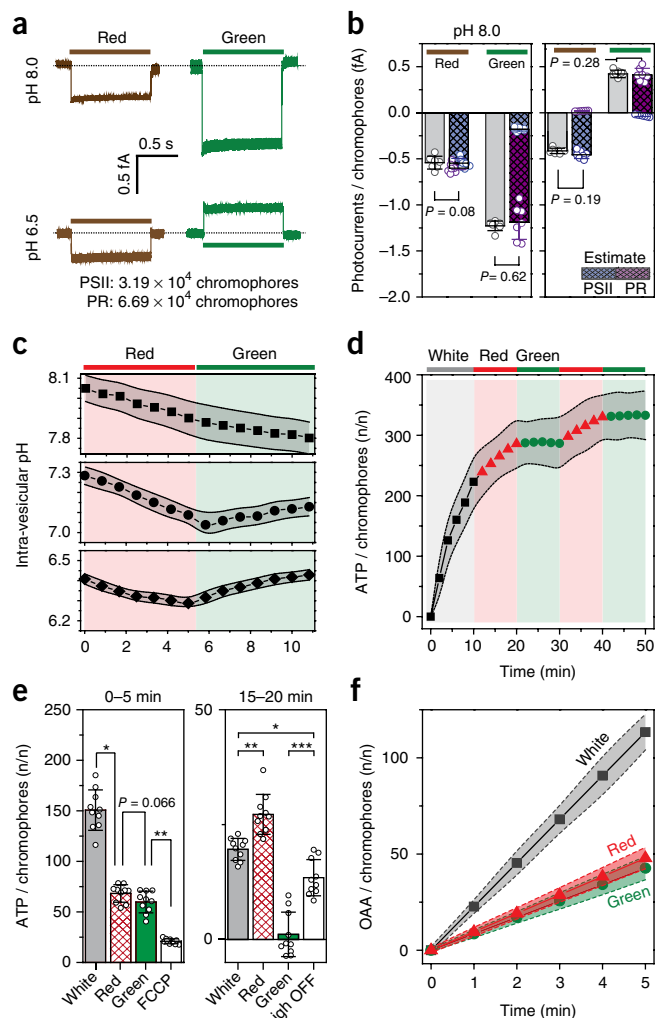 a
Red
Green
pH 8.0
0.5 s
0.5 fA
pH 6.5
PSII: 3.19 × 10⁴ chromophores
PR: 6.69 × 10⁴ chromophores
b
pH 8.0
Red
Green
Photocurrents / chromophores (fA)
0.5
0.0
−0.5
−1.0
−1.5
−2.0
P = 0.08
P = 0.62
P = 0.28
P = 0.19
Estimate
PSII
PR
c
Red
Green
Intra-vesicular pH
8.1
7.8
7.3
7.0
6.5
6.2
0
2
4
6
8
10
d
White
Red
Green
ATP / chromophores (n/n)
400
300
200
100
0
0
10
20
30
40
50
Time (min)
e
0–5 min
15–20 min
ATP / chromophores (n/n)
250
200
150
100
50
0
*
P = 0.066
**
White
Red
Green
FCCP
50
0
*
**
***
White
Red
Green
igh OFF
f
OAA / chromophores (n/n)
100
50
0
White
Red
Green
0
1
2
3
4
5
Time (min)